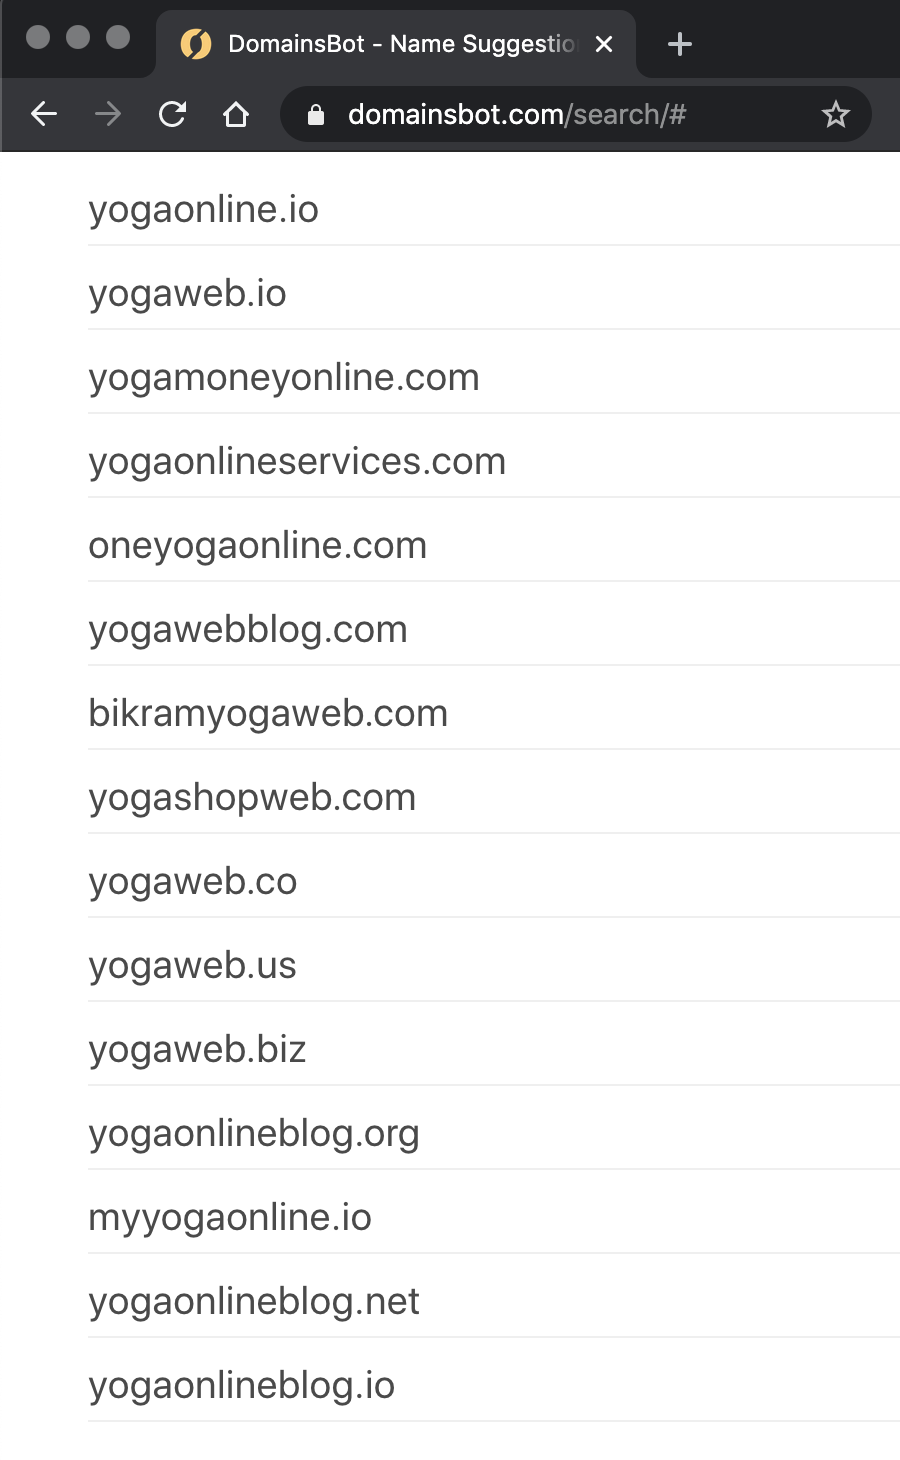 DomainsBot - Name Suggestio
domainsbot.com/search/#
yogaonline.io
yogaweb.io
yogamoneyonline.com
yogaonlineservices.com
oneyogaonline.com
yogawebblog.com
bikramyogaweb.com
yogashopweb.com
yogaweb.co
yogaweb.us
yogaweb.biz
yogaonlineblog.org
myyogaonline.io
yogaonlineblog.net
yogaonlineblog.io